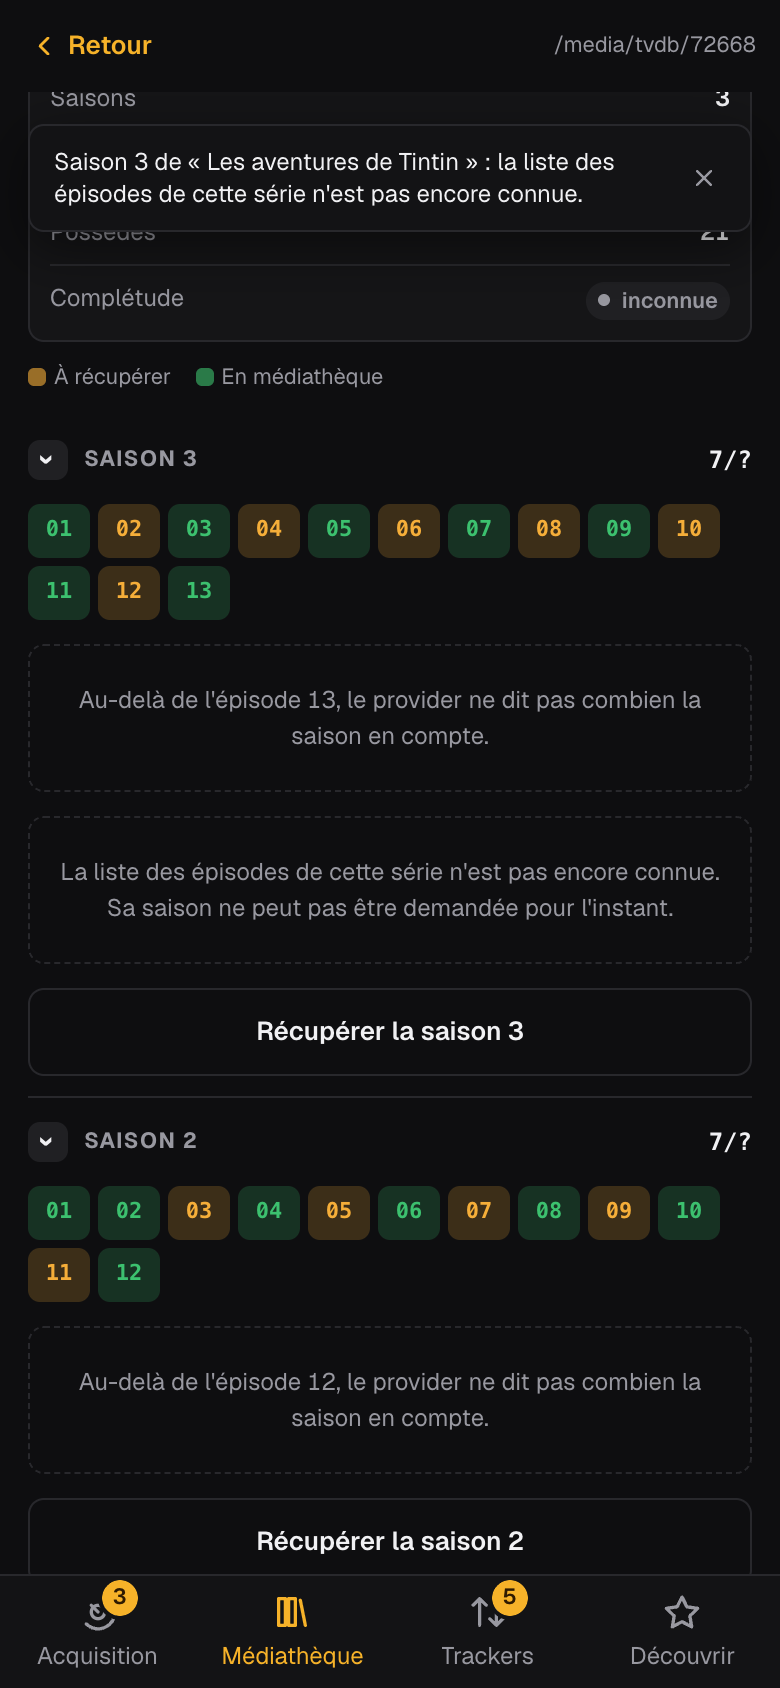 Retour
/media/tvdb/72668
Saisons 3
Saison 3 de « Les aventures de Tintin » : la liste des
épisodes de cette série n'est pas encore connue.
Possédés 21
Complétude inconnue
À récupérer En médiathèque
SAISON 3 7/?
01 02 03 04 05 06 07 08 09 10
11 12 13
Au-delà de l'épisode 13, le provider ne dit pas combien la
saison en compte.
La liste des épisodes de cette série n'est pas encore connue.
Sa saison ne peut pas être demandée pour l'instant.
Récupérer la saison 3
SAISON 2 7/?
01 02 03 04 05 06 07 08 09 10
11 12
Au-delà de l'épisode 12, le provider ne dit pas combien la
saison en compte.
Récupérer la saison 2
3 5
Acquisition Médiathèque Trackers Découvrir